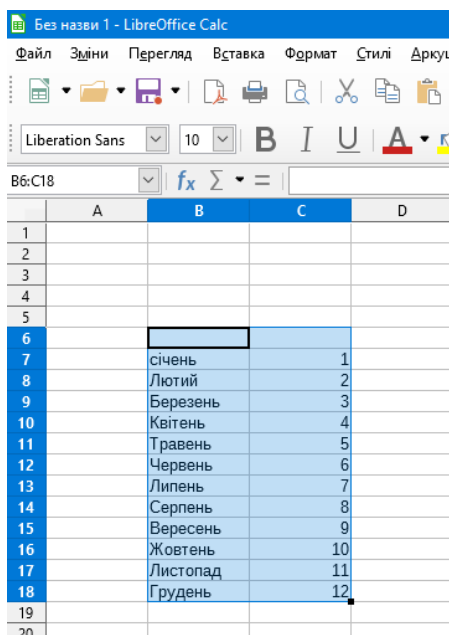 Без назви 1 - LibreOffice Calc
Файл Зміни Перегляд Вставка Формат Стилі
Liberation Sans 10 B I U A
B6:C18 fx Σ =
A B C D
1
2
3
4
5
6
7 січень 1
8 Лютий 2
9 Березень 3
10 Квітень 4
11 Травень 5
12 Червень 6
13 Липень 7
14 Серпень 8
15 Вересень 9
16 Жовтень 10
17 Листопад 11
18 Грудень 12
19
20